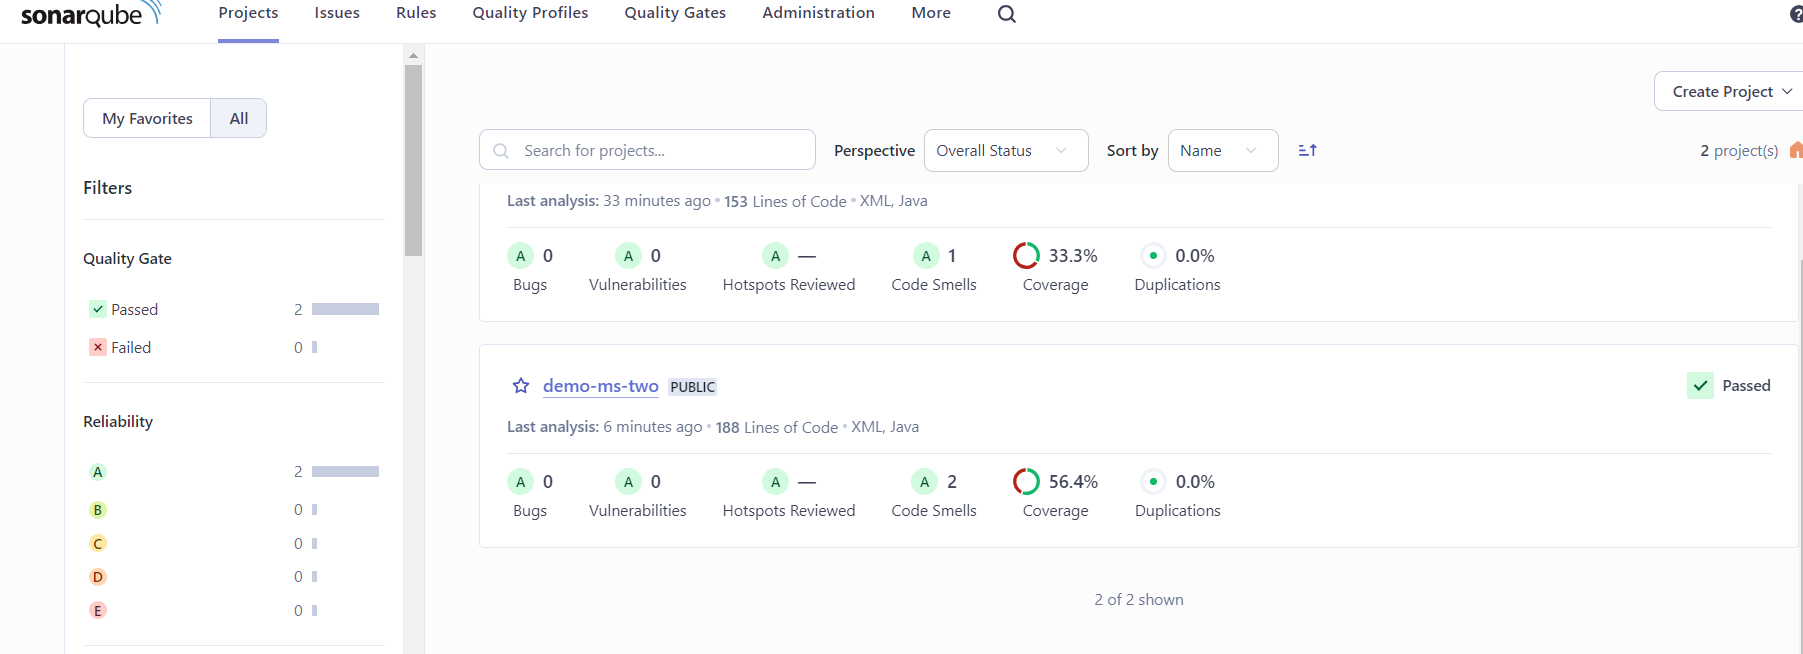 sonarqube Projects Issues Rules Quality Profiles Quality Gates Administration More ?
My Favorites All
Filters
Quality Gate
Passed 2
Failed 0
Reliability
A 2
B 0
C 0
D 0
E 0
Create Project
Search for projects... Perspective Overall Status Sort by Name 2 project(s)
Last analysis: 33 minutes ago • 153 Lines of Code • XML, Java
A 0 A 0 A — A 1 33.3% 0.0%
Bugs Vulnerabilities Hotspots Reviewed Code Smells Coverage Duplications
demo-ms-two PUBLIC Passed
Last analysis: 6 minutes ago • 188 Lines of Code • XML, Java
A 0 A 0 A — A 2 56.4% 0.0%
Bugs Vulnerabilities Hotspots Reviewed Code Smells Coverage Duplications
2 of 2 shown